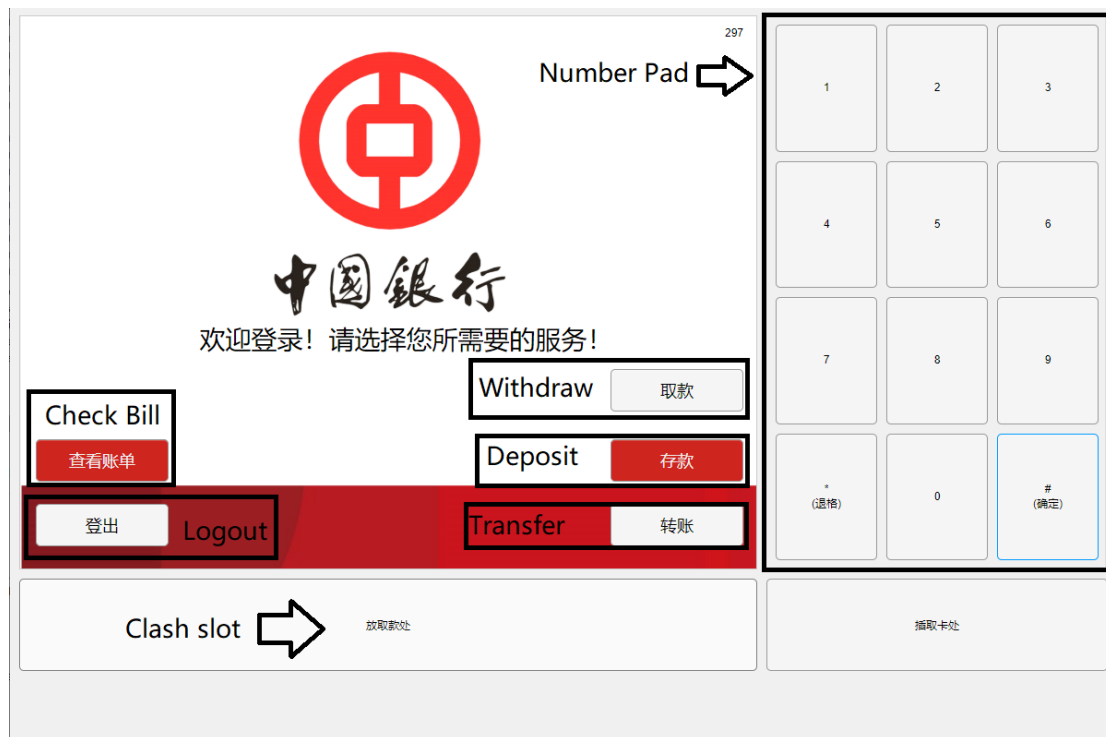 297
Number Pad
1
2
3
4
5
6
中國銀行
欢迎登录！请选择您所需要的服务！
7
8
9
Withdraw 取款
Check Bill
查看账单
Deposit 存款
*
(退格)
0
#
(确定)
登出 Logout
Transfer 转账
Clash slot 放取款处
插取卡处